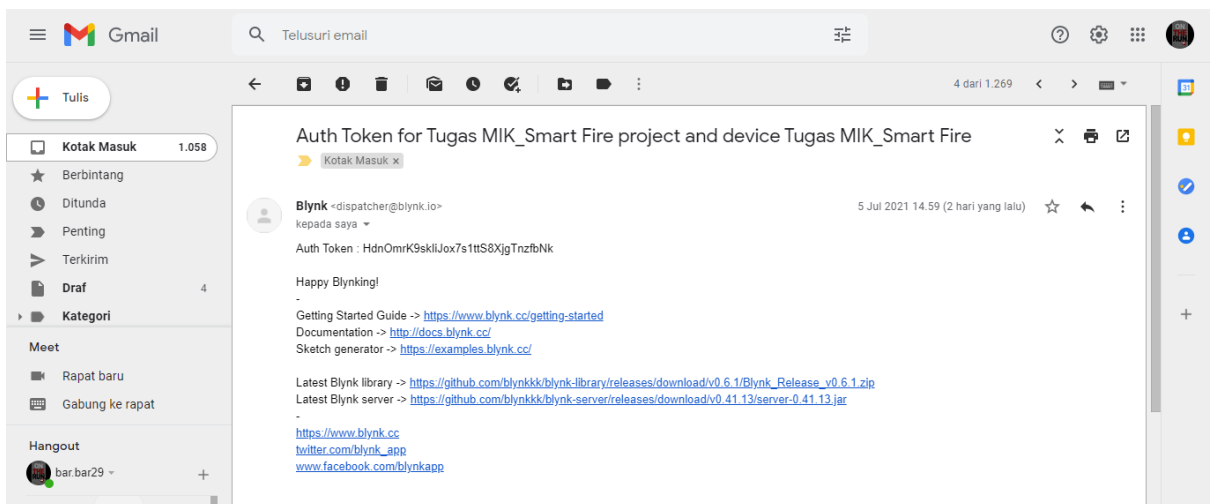 Gmail
Telusuri email
Tulis
4 dari 1.269
31
Kotak Masuk 1.058
Berbintang
Ditunda
Penting
Terkirim
Draf 4
Kategori
Meet
Rapat baru
Gabung ke rapat
Hangout
bar.bar29
Auth Token for Tugas MIK_Smart Fire project and device Tugas MIK_Smart Fire
Kotak Masuk x
Blynk <dispatcher@blynk.io> 5 Jul 2021 14.59 (2 hari yang lalu)
kepada saya
Auth Token : HdnOmrK9skliJox7s1ttS8XjgTnzfbNk
Happy Blynking!
-
Getting Started Guide -> https://www.blynk.cc/getting-started
Documentation -> http://docs.blynk.cc/
Sketch generator -> https://examples.blynk.cc/
Latest Blynk library -> https://github.com/blynkkk/blynk-library/releases/download/v0.6.1/Blynk_Release_v0.6.1.zip
Latest Blynk server -> https://github.com/blynkkk/blynk-server/releases/download/v0.41.13/server-0.41.13.jar
-
https://www.blynk.cc
twitter.com/blynk_app
www.facebook.com/blynkapp